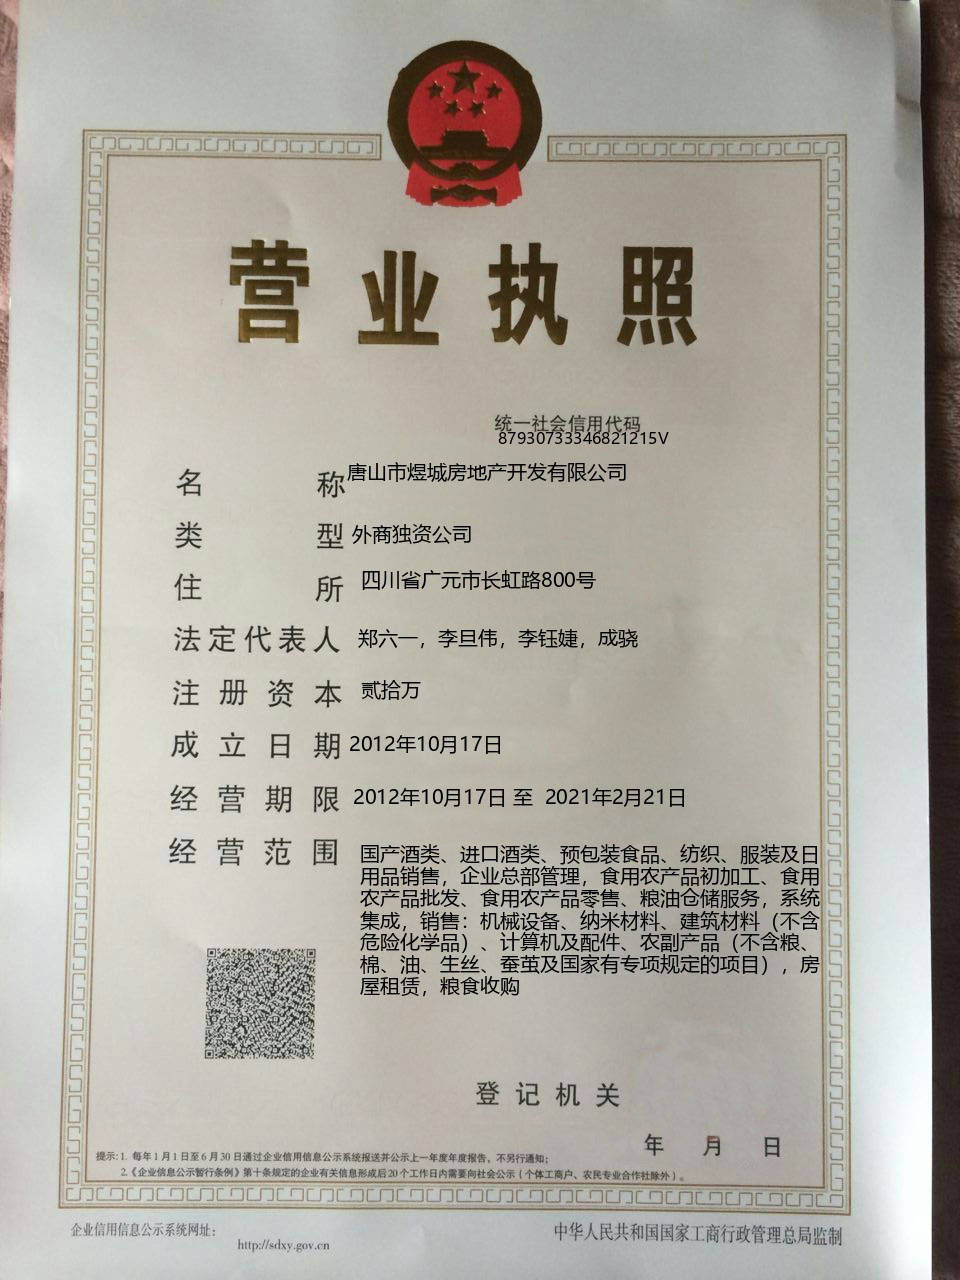 营业执照
统一社会信用代码
87930733346821215V
名称 唐山市煜城房地产开发有限公司
类型 外商独资公司
住所 四川省广元市长虹路800号
法定代表人 郑六一，李旦伟，李钰婕，成骁
注册资本 贰拾万
成立日期 2012年10月17日
经营期限 2012年10月17日 至 2021年2月21日
经营范围 国产酒类、进口酒类、预包装食品、纺织、服装及日
用品销售，企业总部管理，食用农产品初加工、食用
农产品批发、食用农产品零售、粮油仓储服务，系统
集成，销售：机械设备、纳米材料、建筑材料（不含
危险化学品）、计算机及配件、农副产品（不含粮、
棉、油、生丝、蚕茧及国家有专项规定的项目），房
屋租赁，粮食收购
登记机关
年 月 日
提示：1. 每年1月1日至6月30日通过企业信用信息公示系统报送并公示上一年度年度报告，不另行通知；
2.《企业信息公示暂行条例》第十条规定的企业有关信息形成后20个工作日内需要向社会公示（个体工商户、农民专业合作社除外）。
企业信用信息公示系统网址：
http://sdxy.gov.cn
中华人民共和国国家工商行政管理总局监制